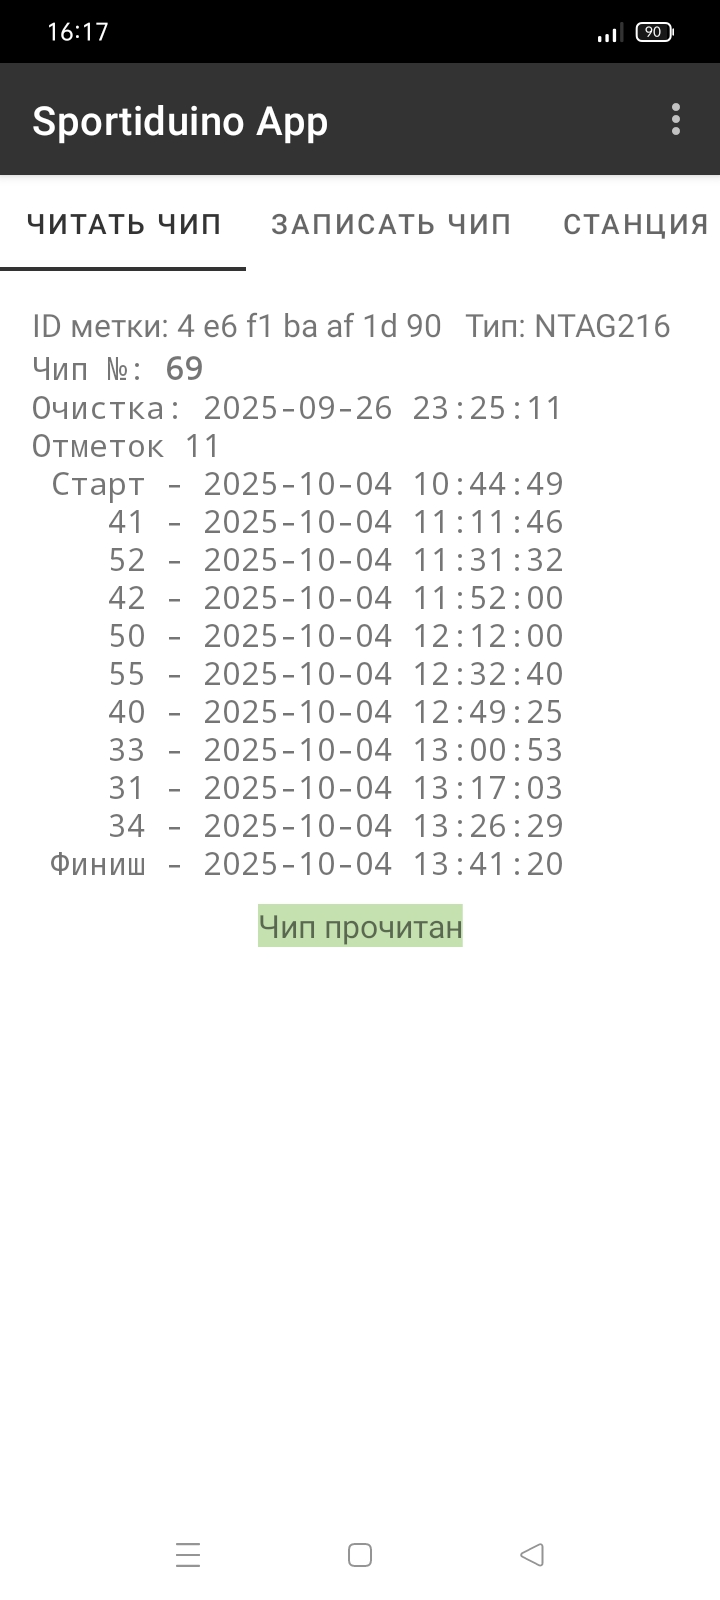 16:17
90
Sportiduino App
ЧИТАТЬ ЧИП ЗАПИСАТЬ ЧИП СТАНЦИЯ
ID метки: 4 e6 f1 ba af 1d 90 Тип: NTAG216
Чип №: 69
Очистка: 2025-09-26 23:25:11
Отметок 11
Старт - 2025-10-04 10:44:49
41 - 2025-10-04 11:11:46
52 - 2025-10-04 11:31:32
42 - 2025-10-04 11:52:00
50 - 2025-10-04 12:12:00
55 - 2025-10-04 12:32:40
40 - 2025-10-04 12:49:25
33 - 2025-10-04 13:00:53
31 - 2025-10-04 13:17:03
34 - 2025-10-04 13:26:29
Финиш - 2025-10-04 13:41:20
Чип прочитан